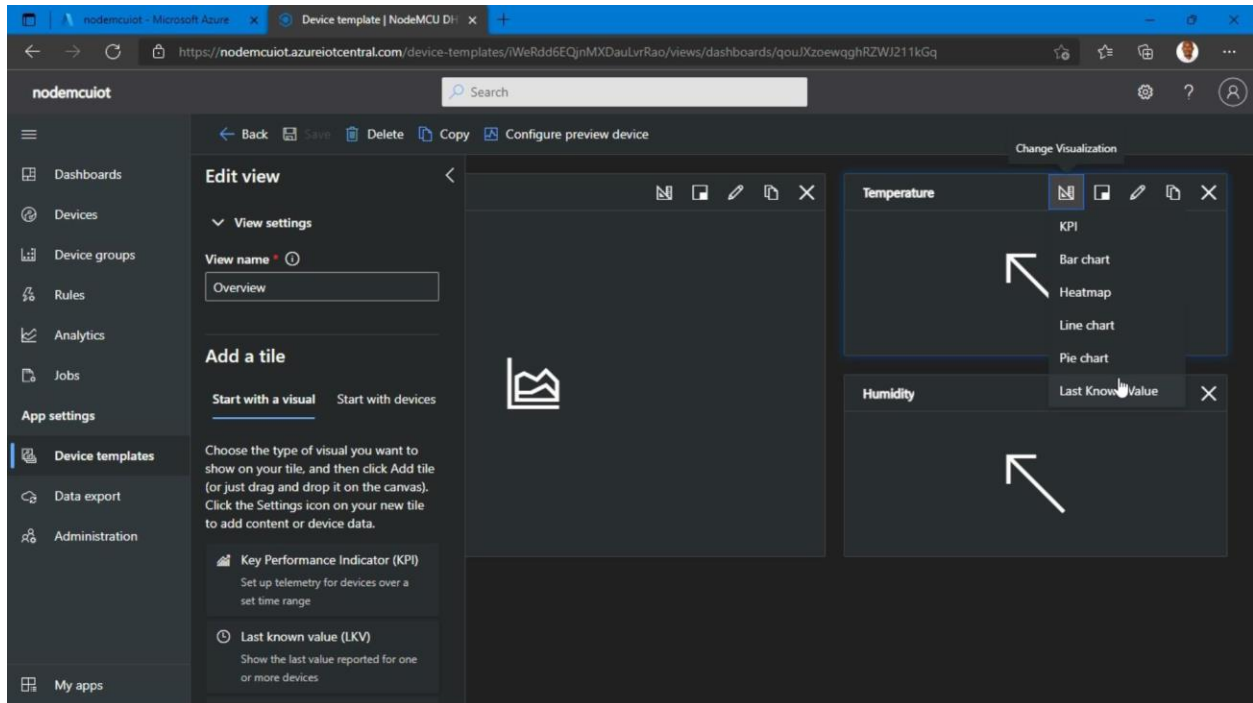 nodemcuiot - Microsoft Azure
Device template | NodeMCU DH
https://nodemcuiot.azureiotcentral.com/device-templates/iWeRdd6EQjnMXDauLvrRao/views/dashboards/qouJXzoewqghRZWJ211kGq
nodemcuiot
Search
?
Back Save Delete Copy Configure preview device
Change Visualization
Dashboards
Devices
Device groups
Rules
Analytics
Jobs
App settings
Device templates
Data export
Administration
My apps
Edit view
View settings
View name *
Overview
Add a tile
Start with a visual Start with devices
Choose the type of visual you want to
show on your tile, and then click Add tile
(or just drag and drop it on the canvas).
Click the Settings icon on your new tile
to add content or device data.
Key Performance Indicator (KPI)
Set up telemetry for devices over a
set time range
Last known value (LKV)
Show the last value reported for one
or more devices
Temperature
KPI
Bar chart
Heatmap
Line chart
Pie chart
Last Known Value
Humidity